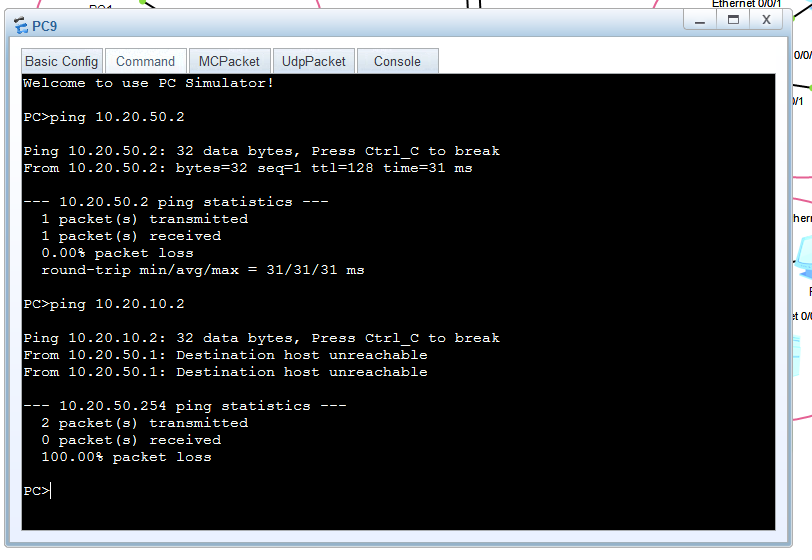 PC1
Ethernet 0/0/1
PC9
0/0/
Basic Config Command MCPacket UdpPacket Console
Welcome to use PC Simulator!
0/1
PC>ping 10.20.50.2
Ping 10.20.50.2: 32 data bytes, Press Ctrl_C to break
From 10.20.50.2: bytes=32 seq=1 ttl=128 time=31 ms
--- 10.20.50.2 ping statistics ---
1 packet(s) transmitted
1 packet(s) received
0.00% packet loss
round-trip min/avg/max = 31/31/31 ms
PC>ping 10.20.10.2
Ping 10.20.10.2: 32 data bytes, Press Ctrl_C to break
From 10.20.50.1: Destination host unreachable
From 10.20.50.1: Destination host unreachable
--- 10.20.50.254 ping statistics ---
2 packet(s) transmitted
0 packet(s) received
100.00% packet loss
PC>